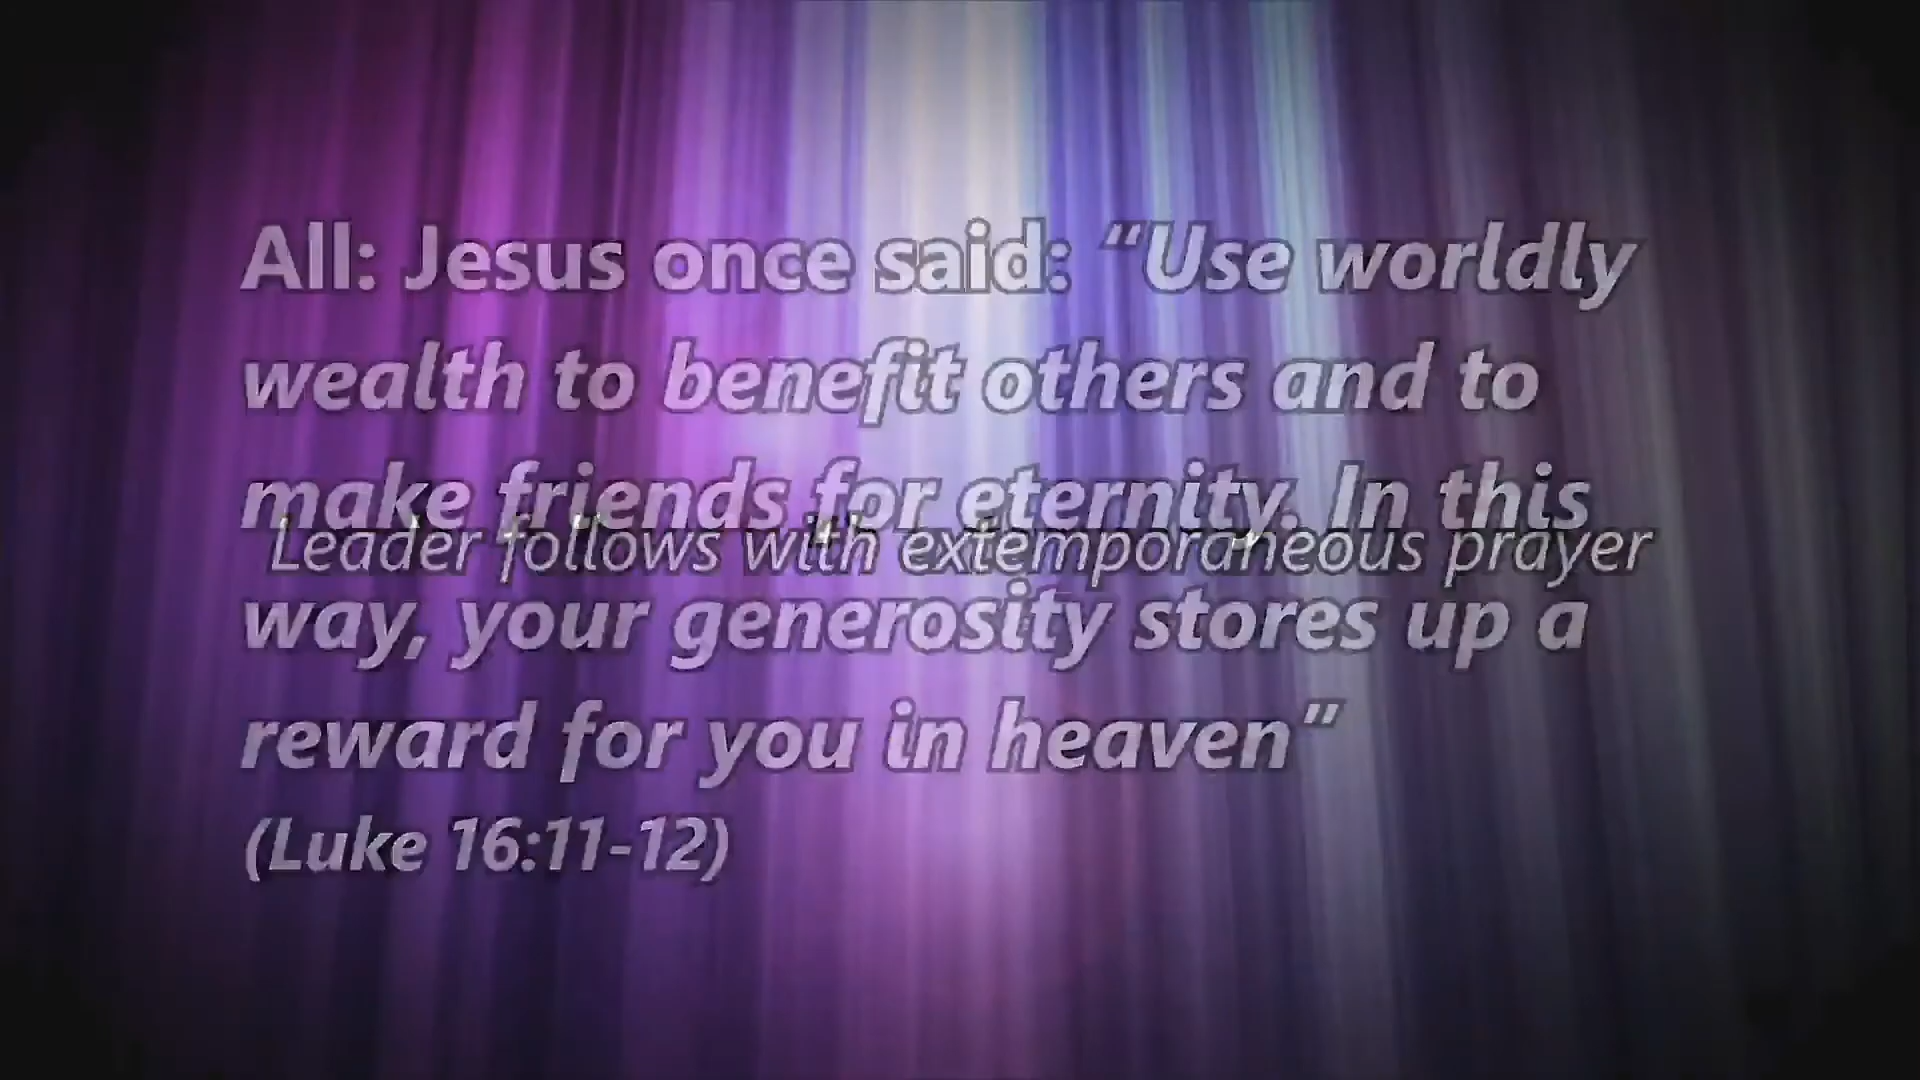 All: Jesus once said: “Use worldly
wealth to benefit others and to
make friends for eternity. In this
Leader follows with extemporaneous prayer
way, your generosity stores up a
reward for you in heaven”
(Luke 16:11-12)